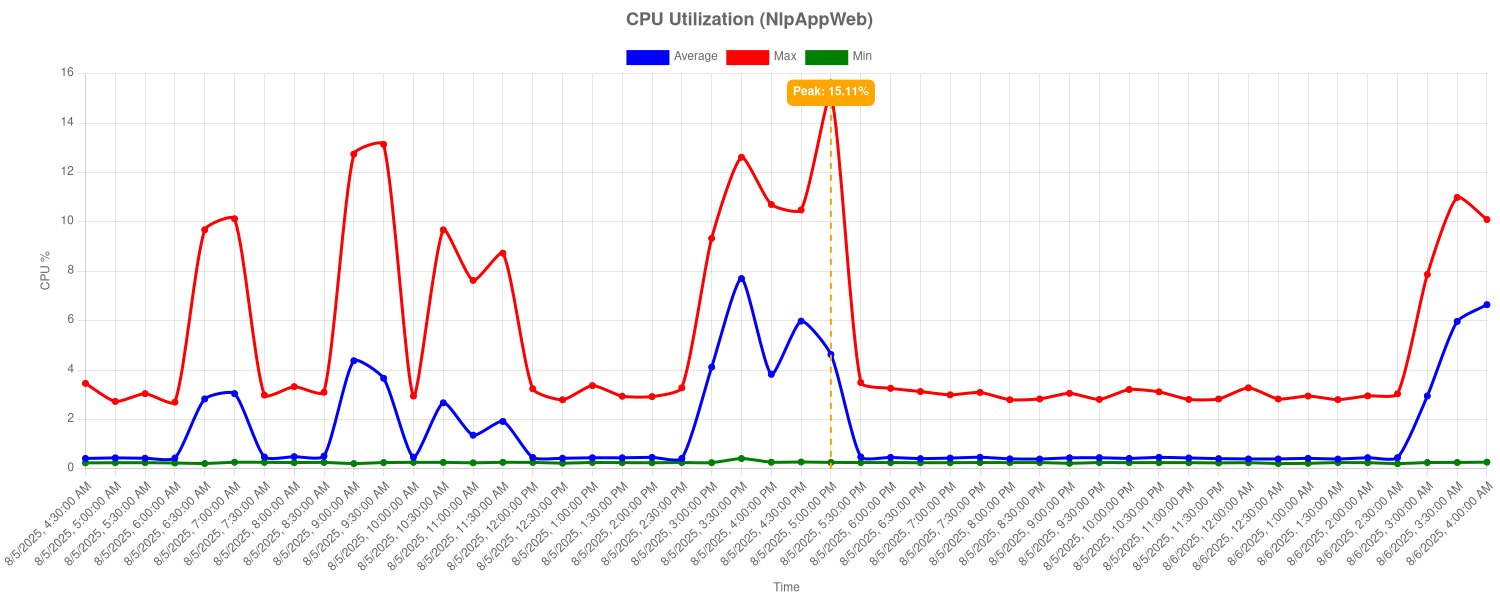 CPU Utilization (NlpAppWeb)
Average Max Min
Peak: 15.11%
CPU %
16
14
12
10
8
6
4
2
0
8/5/2025, 4:30:00 AM
8/5/2025, 5:00:00 AM
8/5/2025, 5:30:00 AM
8/5/2025, 6:00:00 AM
8/5/2025, 6:30:00 AM
8/5/2025, 7:00:00 AM
8/5/2025, 7:30:00 AM
8/5/2025, 8:00:00 AM
8/5/2025, 8:30:00 AM
8/5/2025, 9:00:00 AM
8/5/2025, 9:30:00 AM
8/5/2025, 10:00:00 AM
8/5/2025, 10:30:00 AM
8/5/2025, 11:00:00 AM
8/5/2025, 11:30:00 AM
8/5/2025, 12:00:00 PM
8/5/2025, 12:30:00 PM
8/5/2025, 1:00:00 PM
8/5/2025, 1:30:00 PM
8/5/2025, 2:00:00 PM
8/5/2025, 2:30:00 PM
8/5/2025, 3:00:00 PM
8/5/2025, 3:30:00 PM
8/5/2025, 4:00:00 PM
8/5/2025, 4:30:00 PM
8/5/2025, 5:00:00 PM
8/5/2025, 5:30:00 PM
8/5/2025, 6:00:00 PM
8/5/2025, 6:30:00 PM
8/5/2025, 7:00:00 PM
8/5/2025, 7:30:00 PM
8/5/2025, 8:00:00 PM
8/5/2025, 8:30:00 PM
8/5/2025, 9:00:00 PM
8/5/2025, 9:30:00 PM
8/5/2025, 10:00:00 PM
8/5/2025, 10:30:00 PM
8/5/2025, 11:00:00 PM
8/5/2025, 11:30:00 PM
8/6/2025, 12:00:00 AM
8/6/2025, 12:30:00 AM
8/6/2025, 1:00:00 AM
8/6/2025, 1:30:00 AM
8/6/2025, 2:00:00 AM
8/6/2025, 2:30:00 AM
8/6/2025, 3:00:00 AM
8/6/2025, 3:30:00 AM
8/6/2025, 4:00:00 AM
Time